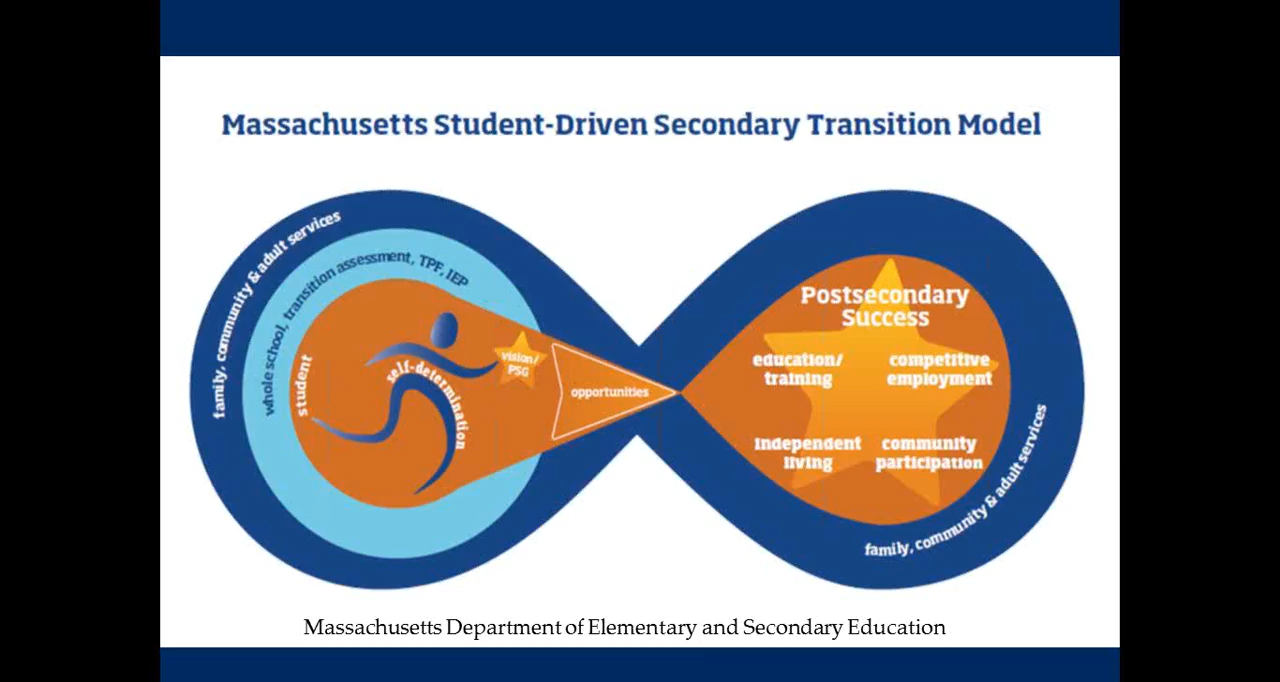 Massachusetts Student-Driven Secondary Transition Model
family, community & adult services
whole school, transition assessment, TPF, IEP
student
self-determination
vision/
PSG
opportunities
Postsecondary
Success
education/
training
competitive
employment
independent
living
community
participation
family, community & adult services
Massachusetts Department of Elementary and Secondary Education